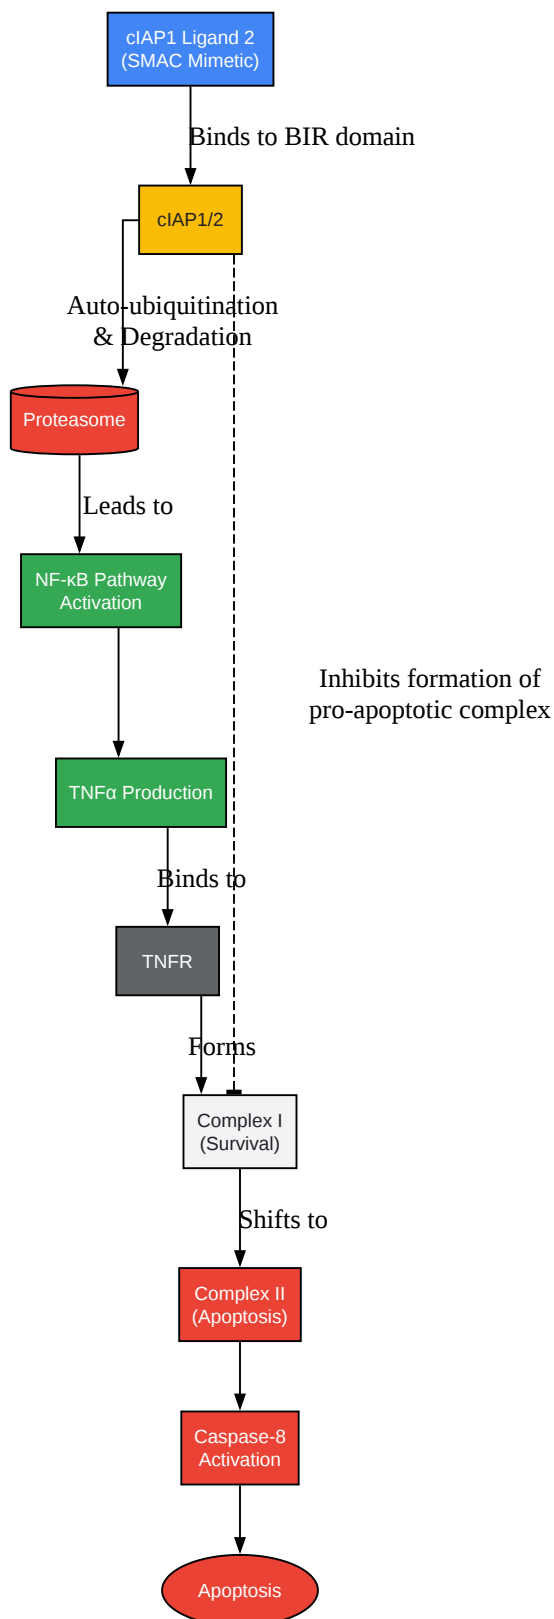 cIAP1 Ligand 2
(SMAC Mimetic)
Binds to BIR domain
cIAP1/2
Auto-ubiquitination
& Degradation
Proteasome
Leads to
NF-κB Pathway
Activation
Inhibits formation of
pro-apoptotic complex
TNFα Production
Binds to
TNFR
Forms
Complex I
(Survival)
Shifts to
Complex II
(Apoptosis)
Caspase-8
Activation
Apoptosis